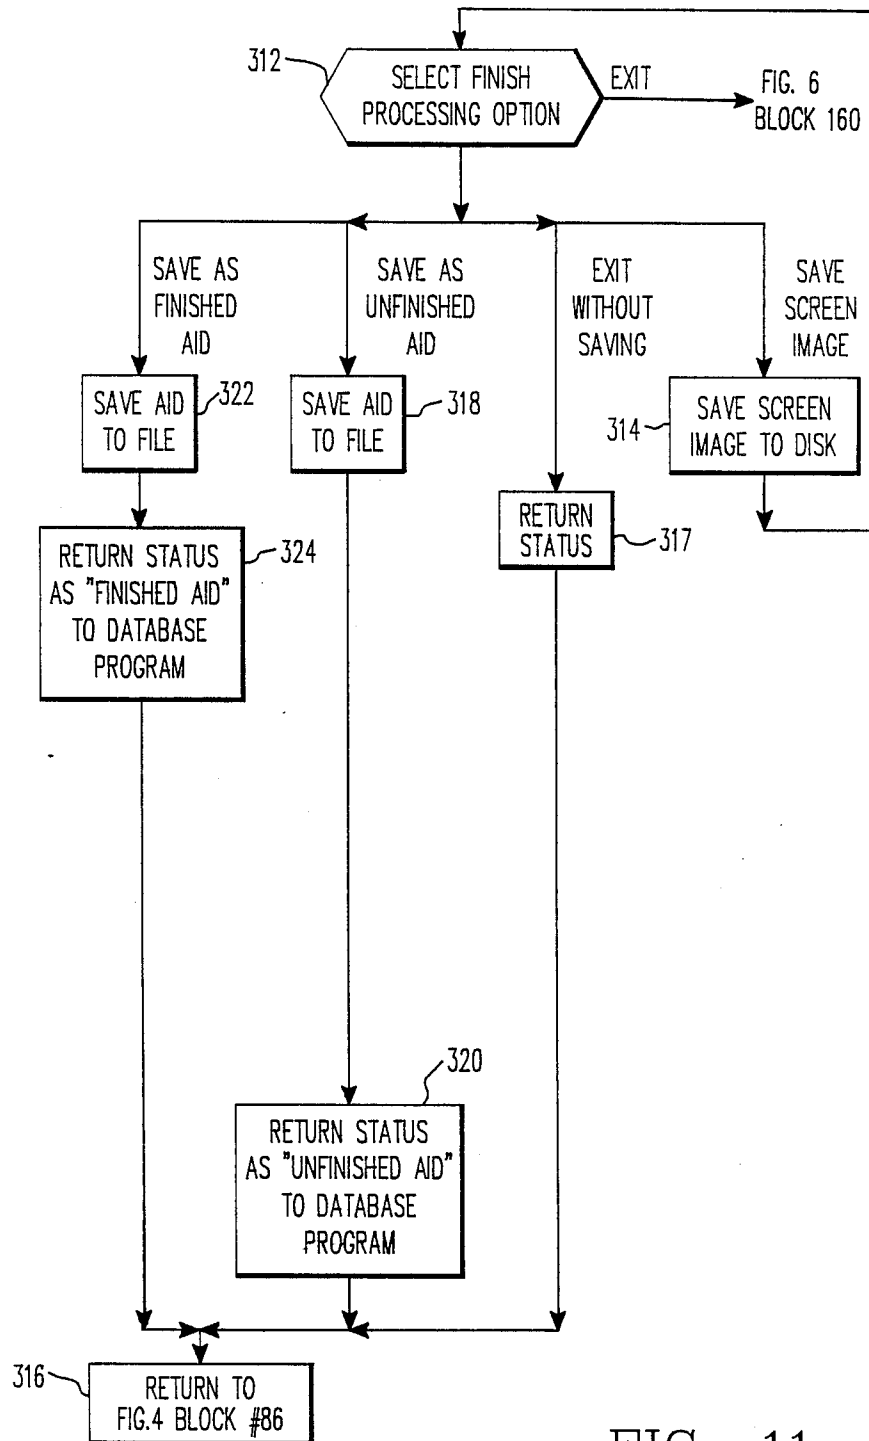 312
SELECT FINISH
PROCESSING OPTION
EXIT
FIG. 6
BLOCK 160
SAVE AS
FINISHED
AID
SAVE AS
UNFINISHED
AID
EXIT
WITHOUT
SAVING
SAVE
SCREEN
IMAGE
SAVE AID
TO FILE
322
SAVE AID
TO FILE
318
314
SAVE SCREEN
IMAGE TO DISK
RETURN
STATUS
317
RETURN STATUS
AS "FINISHED AID"
TO DATABASE
PROGRAM
324
320
RETURN STATUS
AS "UNFINISHED AID"
TO DATABASE
PROGRAM
316
RETURN TO
FIG.4 BLOCK #86
FIG. 11